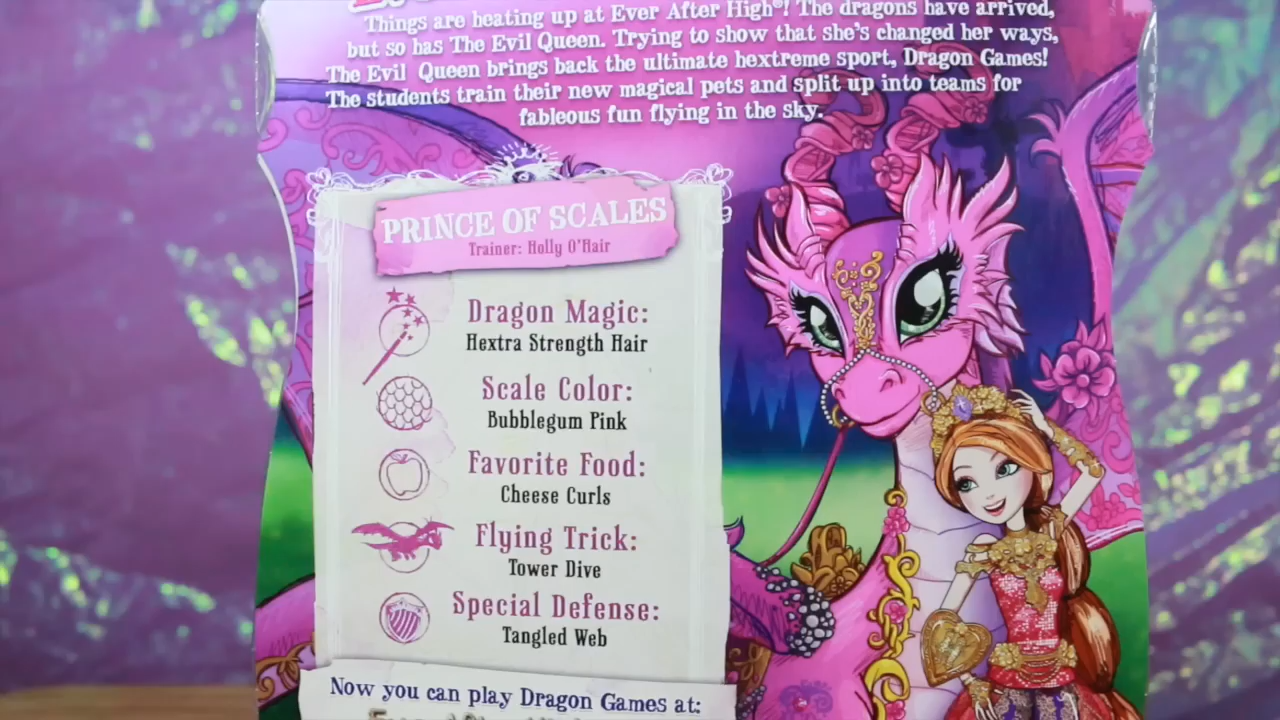 Things are heating up at Ever After High®! The dragons have arrived,
but so has The Evil Queen. Trying to show that she's changed her ways,
The Evil Queen brings back the ultimate hextreme sport, Dragon Games!
The students train their new magical pets and split up into teams for
fableous fun flying in the sky.
PRINCE OF SCALES
Trainer: Holly O'Hair
Dragon Magic:
Hextra Strength Hair
Scale Color:
Bubblegum Pink
Favorite Food:
Cheese Curls
Flying Trick:
Tower Dive
Special Defense:
Tangled Web
Now you can play Dragon Games at: